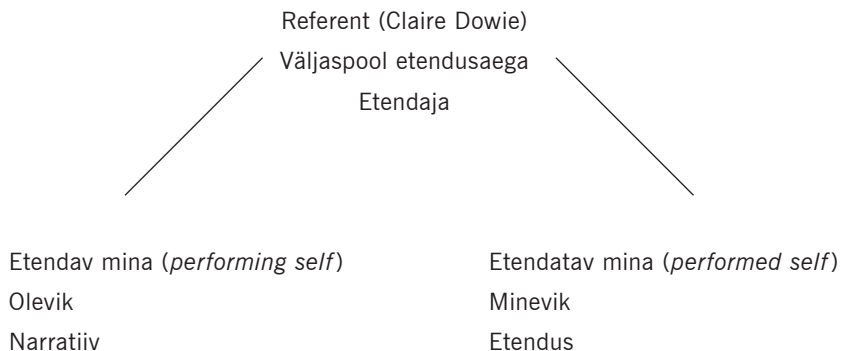 Referent (Claire Dowie)
Väljaspool etendusaega
Etendaja
Etendav mina (performing self)
Olevik
Narratiiv
Etendatav mina (performed self)
Minevik
Etendus